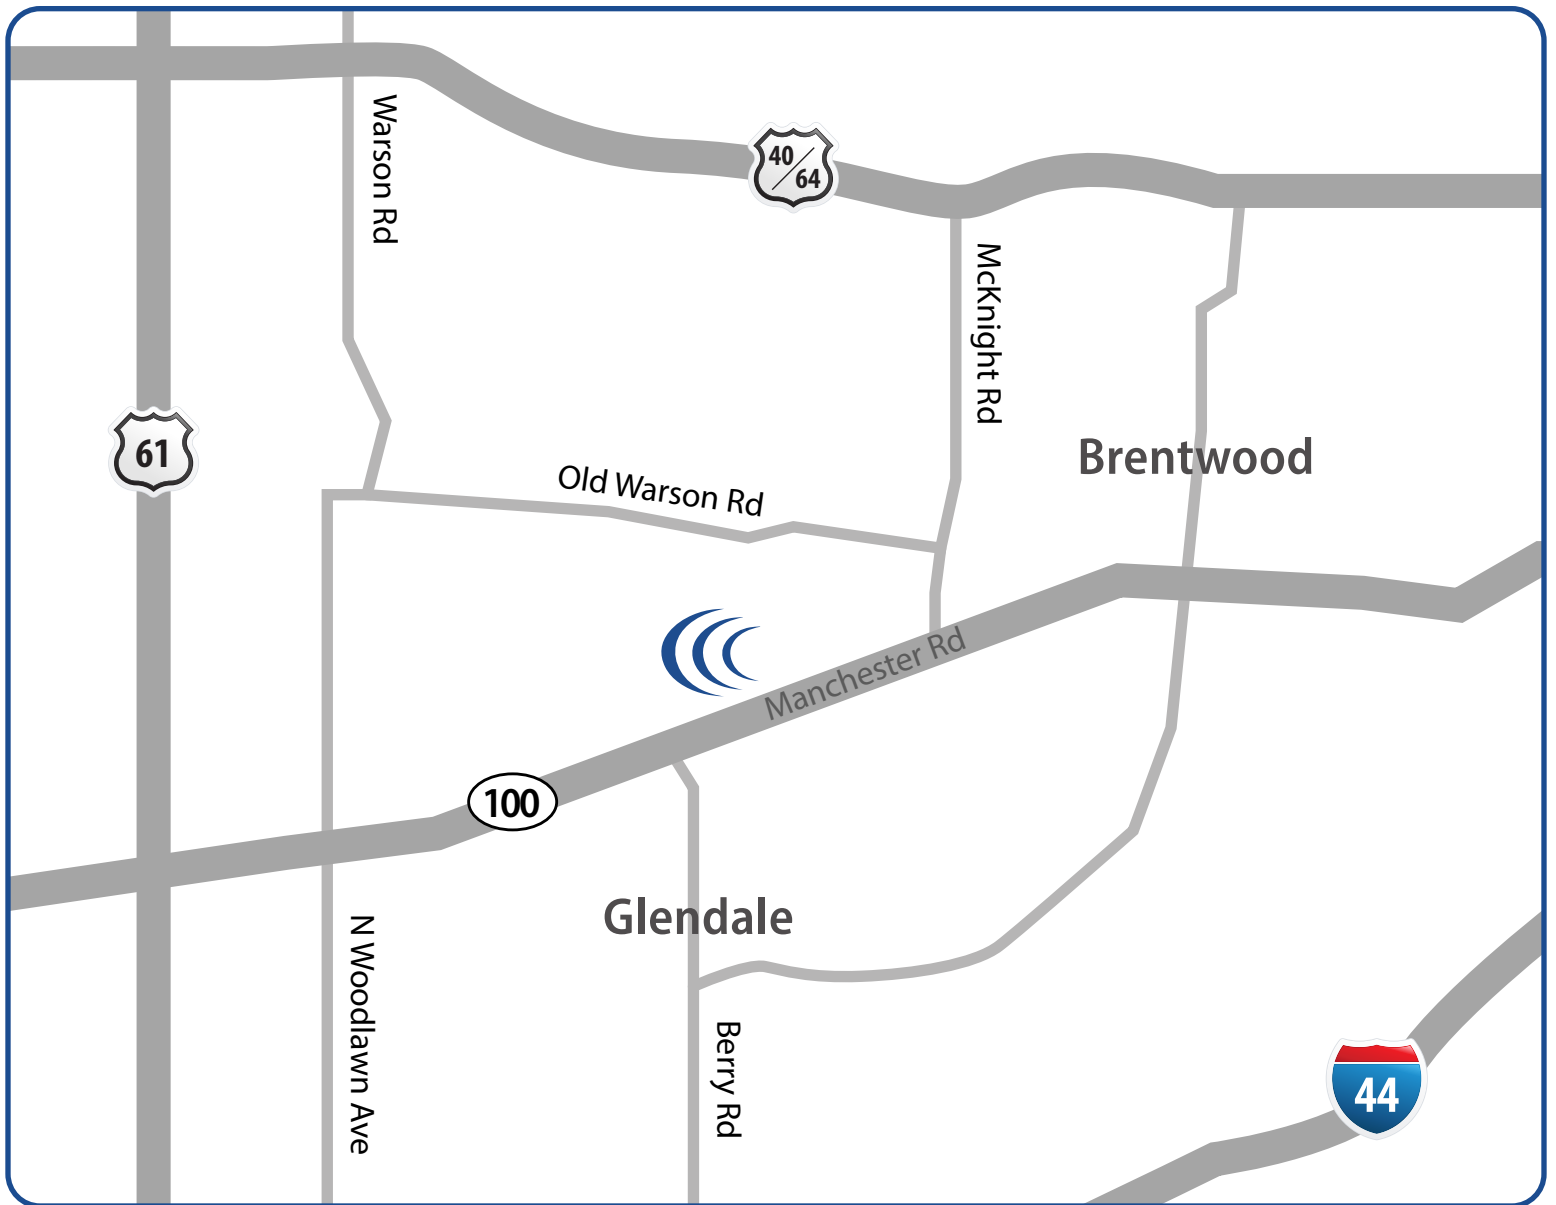 Warson Rd
40
64
McKnight Rd
61
Brentwood
Old Warson Rd
Manchester Rd
100
Glendale
N Woodlawn Ave
Berry Rd
44